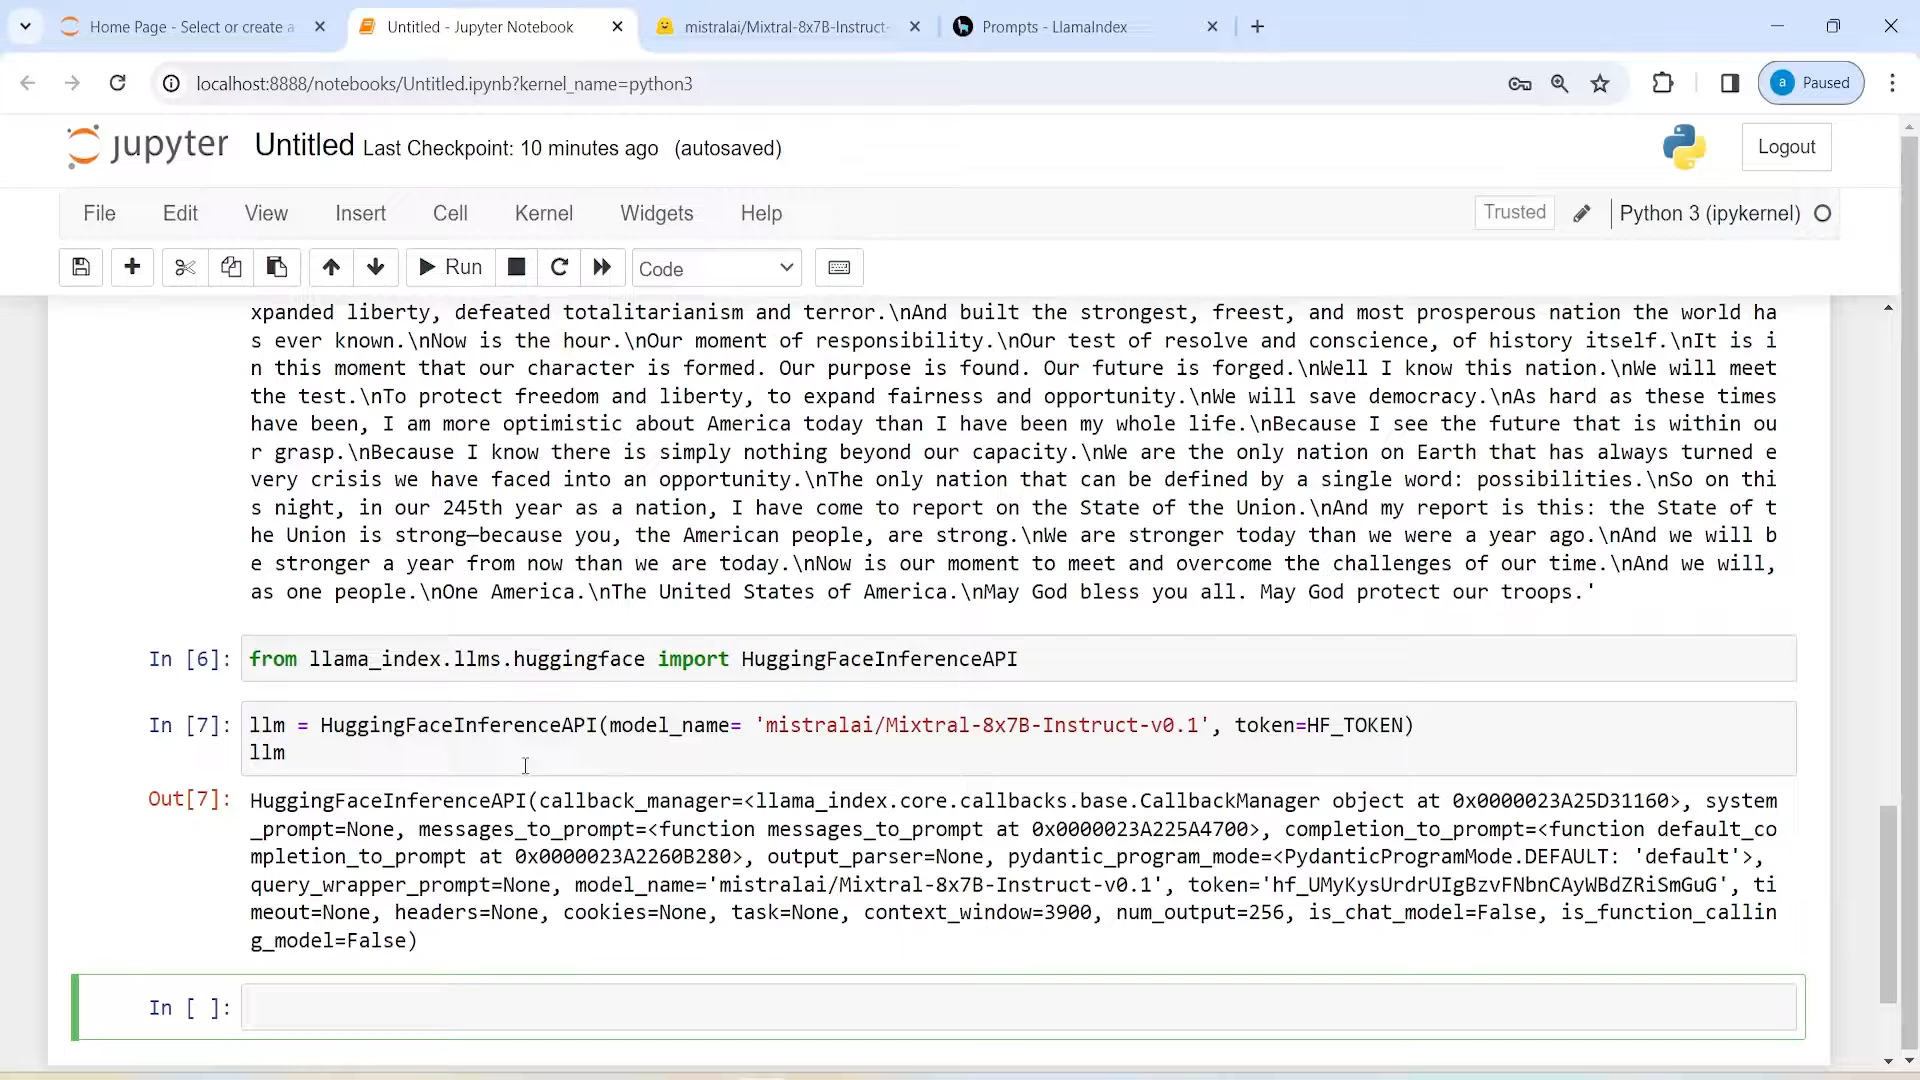 Home Page - Select or create a
Untitled - Jupyter Notebook
mistralai/Mixtral-8x7B-Instruct-
Prompts - LlamaIndex
localhost:8888/notebooks/Untitled.ipynb?kernel_name=python3
a Paused
jupyter Untitled Last Checkpoint: 10 minutes ago (autosaved)
Logout
File Edit View Insert Cell Kernel Widgets Help
Trusted
Python 3 (ipykernel)
Run
Code
xpanded liberty, defeated totalitarianism and terror.\nAnd built the strongest, freest, and most prosperous nation the world ha
s ever known.\nNow is the hour.\nOur moment of responsibility.\nOur test of resolve and conscience, of history itself.\nIt is i
n this moment that our character is formed. Our purpose is found. Our future is forged.\nWell I know this nation.\nWe will meet
the test.\nTo protect freedom and liberty, to expand fairness and opportunity.\nWe will save democracy.\nAs hard as these times
have been, I am more optimistic about America today than I have been my whole life.\nBecause I see the future that is within ou
r grasp.\nBecause I know there is simply nothing beyond our capacity.\nWe are the only nation on Earth that has always turned e
very crisis we have faced into an opportunity.\nThe only nation that can be defined by a single word: possibilities.\nSo on thi
s night, in our 245th year as a nation, I have come to report on the State of the Union.\nAnd my report is this: the State of t
he Union is strong—because you, the American people, are strong.\nWe are stronger today than we were a year ago.\nAnd we will b
e stronger a year from now than we are today.\nNow is our moment to meet and overcome the challenges of our time.\nAnd we will,
as one people.\nOne America.\nThe United States of America.\nMay God bless you all. May God protect our troops.'
In [6]: from llama_index.llms.huggingface import HuggingFaceInferenceAPI
In [7]: llm = HuggingFaceInferenceAPI(model_name= 'mistralai/Mixtral-8x7B-Instruct-v0.1', token=HF_TOKEN)
llm
Out[7]: HuggingFaceInferenceAPI(callback_manager=<llama_index.core.callbacks.base.CallbackManager object at 0x0000023A25D31160>, system
_prompt=None, messages_to_prompt=<function messages_to_prompt at 0x0000023A225A4700>, completion_to_prompt=<function default_co
mpletion_to_prompt at 0x0000023A2260B280>, output_parser=None, pydantic_program_mode=<PydanticProgramMode.DEFAULT: 'default'>,
query_wrapper_prompt=None, model_name='mistralai/Mixtral-8x7B-Instruct-v0.1', token='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', ti
meout=None, headers=None, cookies=None, task=None, context_window=3900, num_output=256, is_chat_model=False, is_function_callin
g_model=False)
In [ ]: